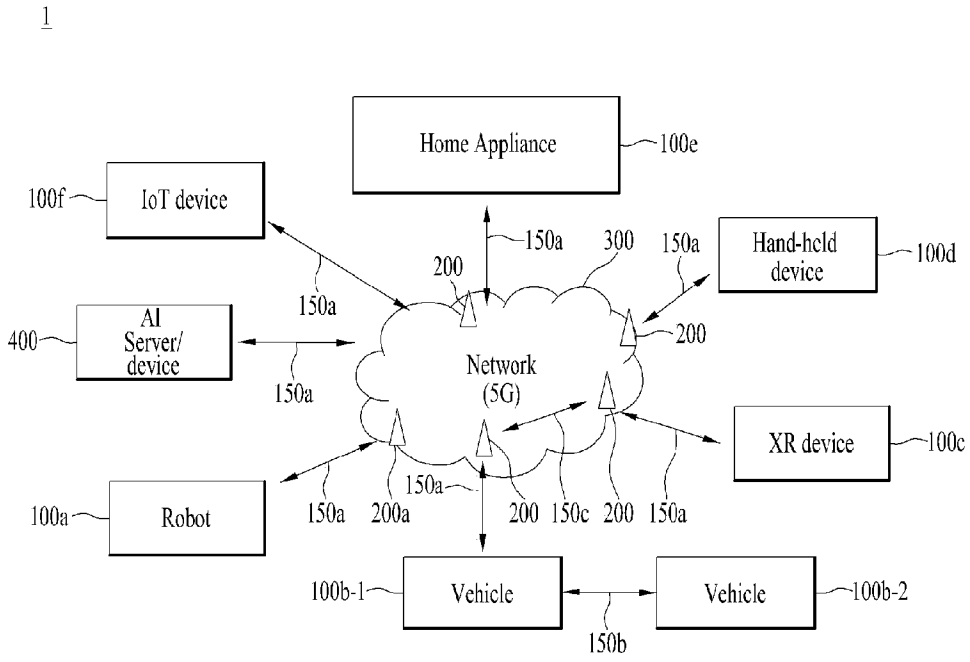 1
Home Appliance
100e
IoT device
100f
150a
300
150a
Hand-held
device
100d
200
150a
AI
Server/
device
400
200
150a
Network
(5G)
XR device
100c
150a
Robot
100a
150a
200a
200
150c
200
150a
100b-1
Vehicle
Vehicle
100b-2
150b